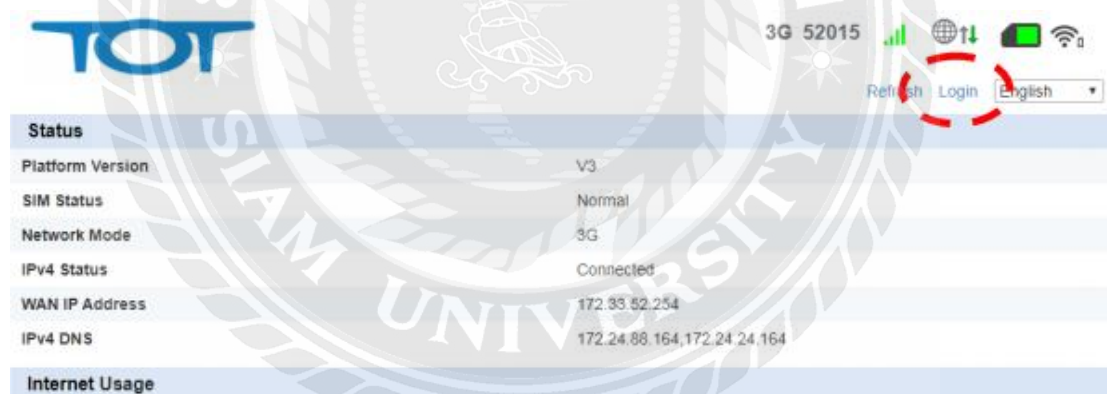 TOT
3G 52015
Refresh Login English
Status
Platform Version V3
SIM Status Normal
Network Mode 3G
IPv4 Status Connected
WAN IP Address 172.33.52.254
IPv4 DNS 172.24.88.164,172.24.24.164
Internet Usage
SIAM UNIVERSITY